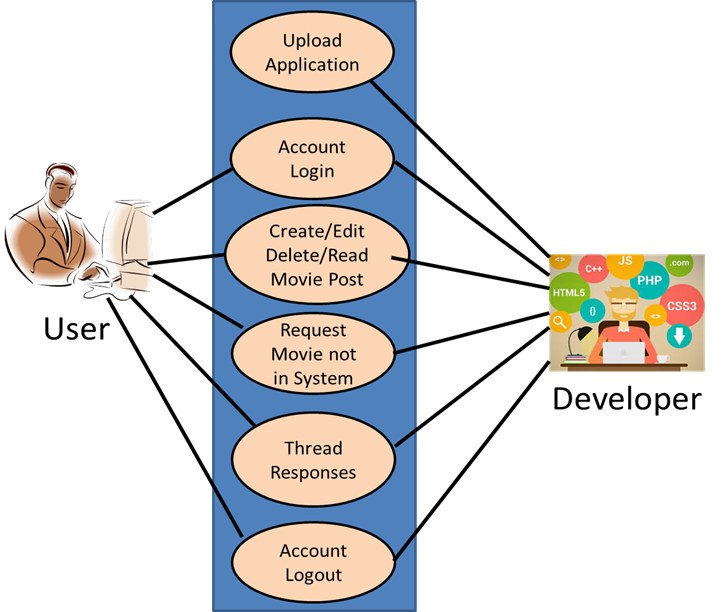 Upload
Application
Account
Login
Create/Edit
Delete/Read
Movie Post
Request
Movie not
in System
Thread
Responses
Account
Logout
User
<>
C++
JS
.com
HTML5
{}
PHP
<>
CSS3
Developer